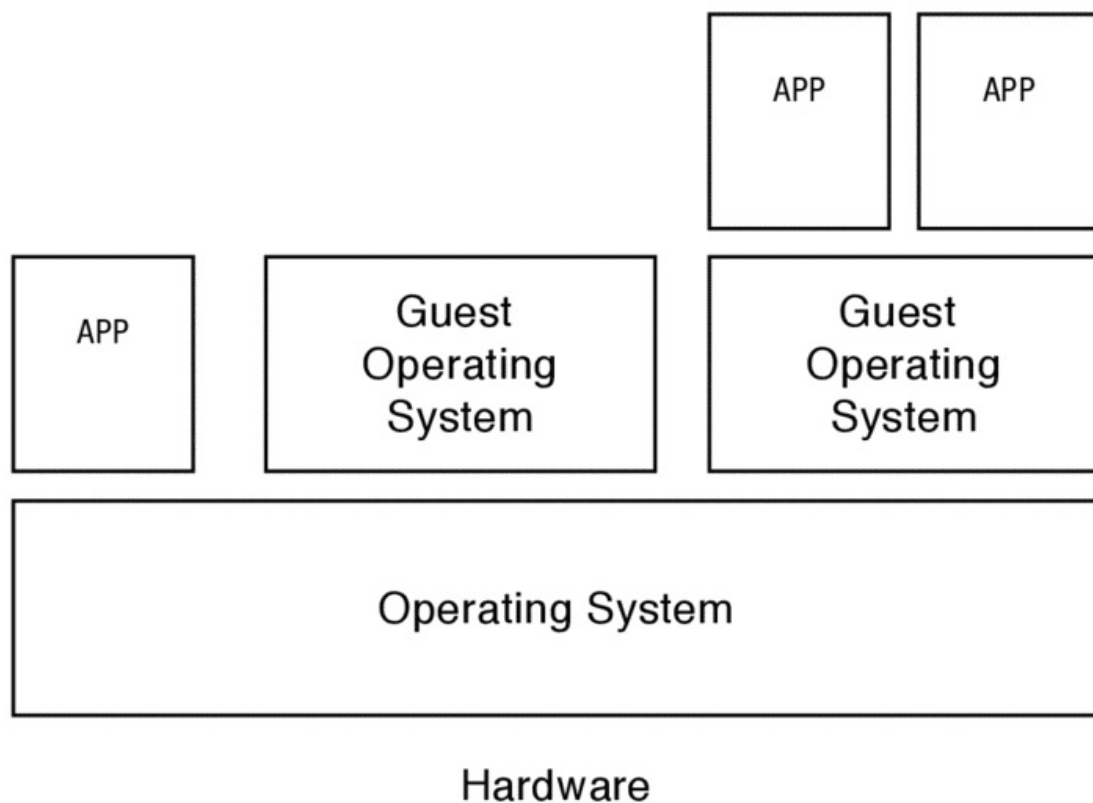 APP
APP
APP
Guest
Operating
System
Guest
Operating
System
Operating System
Hardware